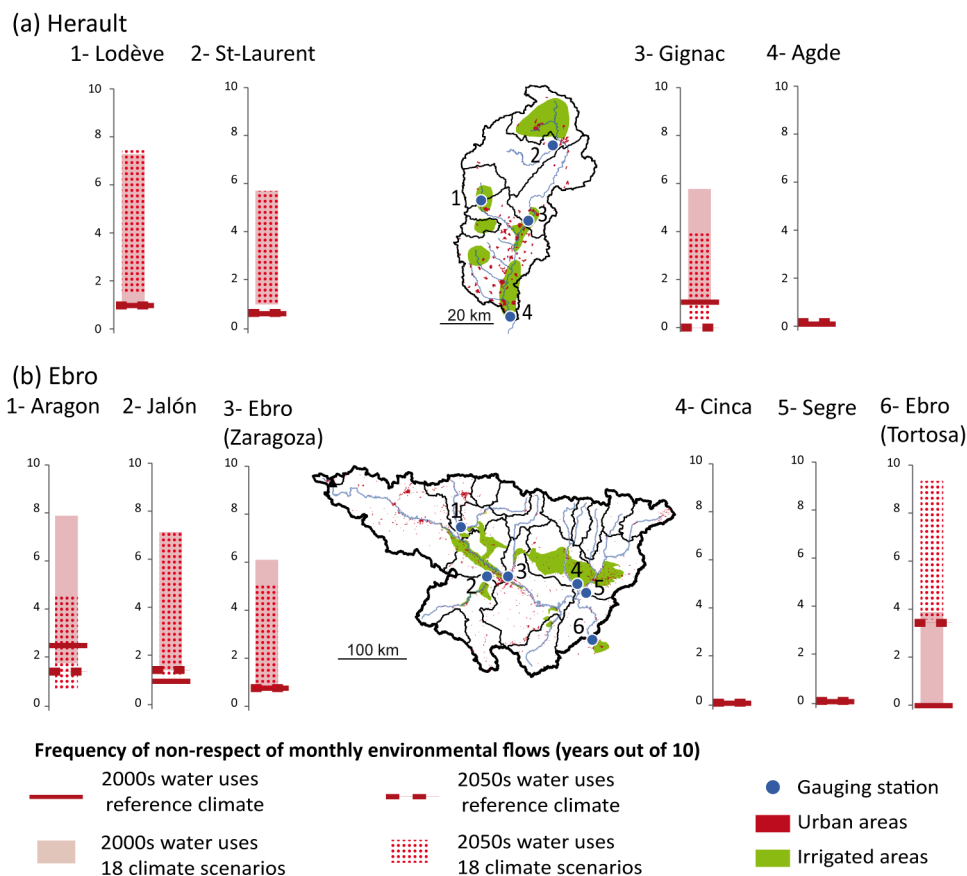 (a) Herault
1- Lodève
2- St-Laurent
3- Gignac
4- Agde
10
8
6
4
2
0
10
8
6
4
2
0
2
1
3
4
20 km
10
8
6
4
2
0
10
8
6
4
2
0
(b) Ebro
1- Aragon
2- Jalón
3- Ebro
(Zaragoza)
4- Cinca
5- Segre
6- Ebro
(Tortosa)
10
8
6
4
2
0
10
8
6
4
2
0
10
8
6
4
2
0
1
2
3
4
5
6
100 km
10
8
6
4
2
0
10
8
6
4
2
0
10
8
6
4
2
0
Frequency of non-respect of monthly environmental flows (years out of 10)
2000s water uses
reference climate
2050s water uses
reference climate
2000s water uses
18 climate scenarios
2050s water uses
18 climate scenarios
Gauging station
Urban areas
Irrigated areas